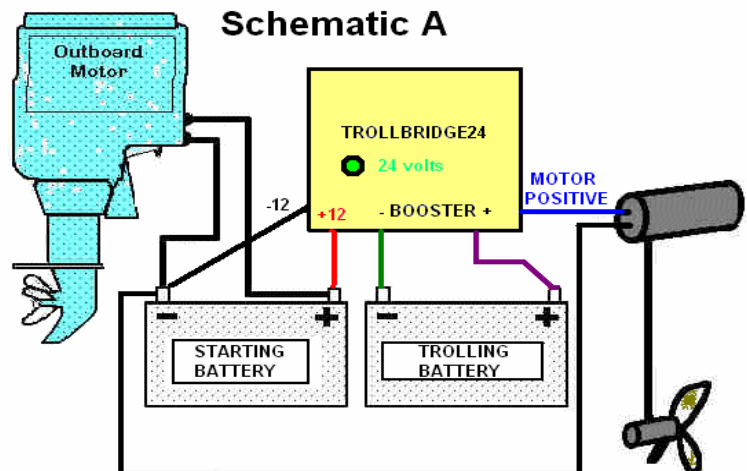 Schematic A
Outboard
Motor
TROLLBRIDGE24
24 volts
MOTOR
POSITIVE
-12
+12
- BOOSTER +
- +
- +
STARTING
BATTERY
TROLLING
BATTERY